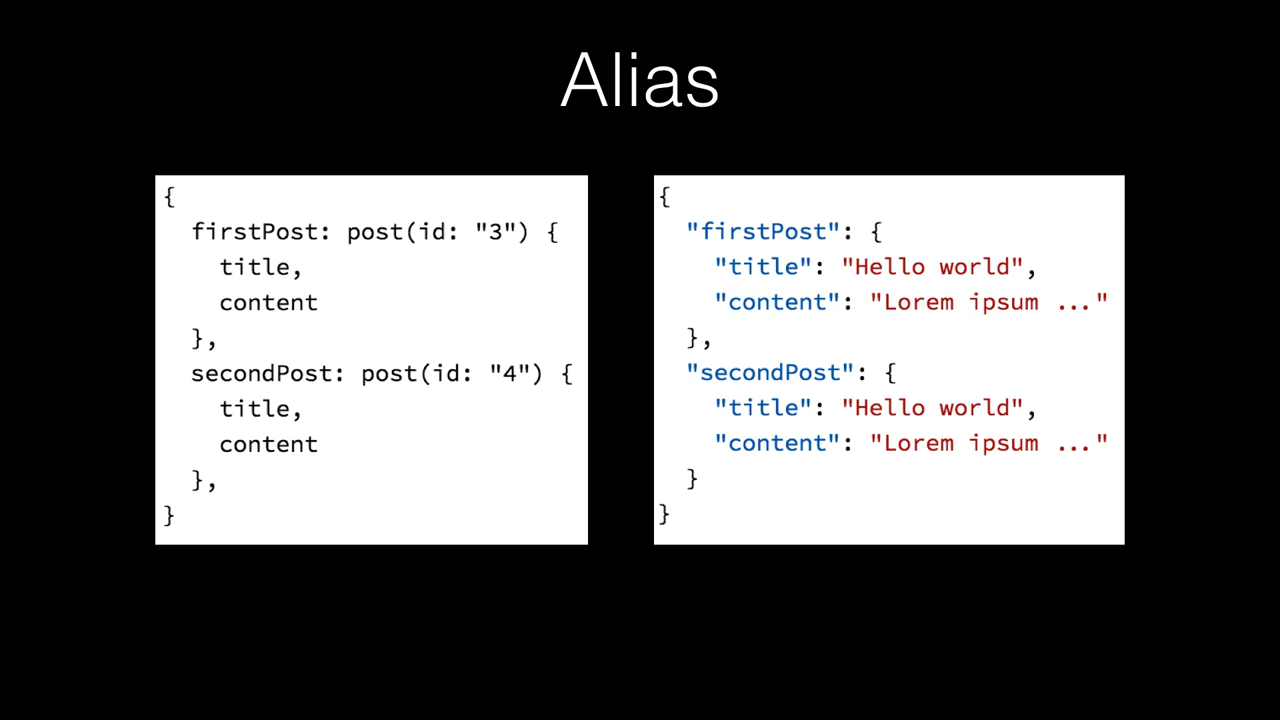 Alias
{
  firstPost: post(id: "3") {
    title,
    content
  },
  secondPost: post(id: "4") {
    title,
    content
  },
}
{
  "firstPost": {
    "title": "Hello world",
    "content": "Lorem ipsum ..."
  },
  "secondPost": {
    "title": "Hello world",
    "content": "Lorem ipsum ..."
  }
}